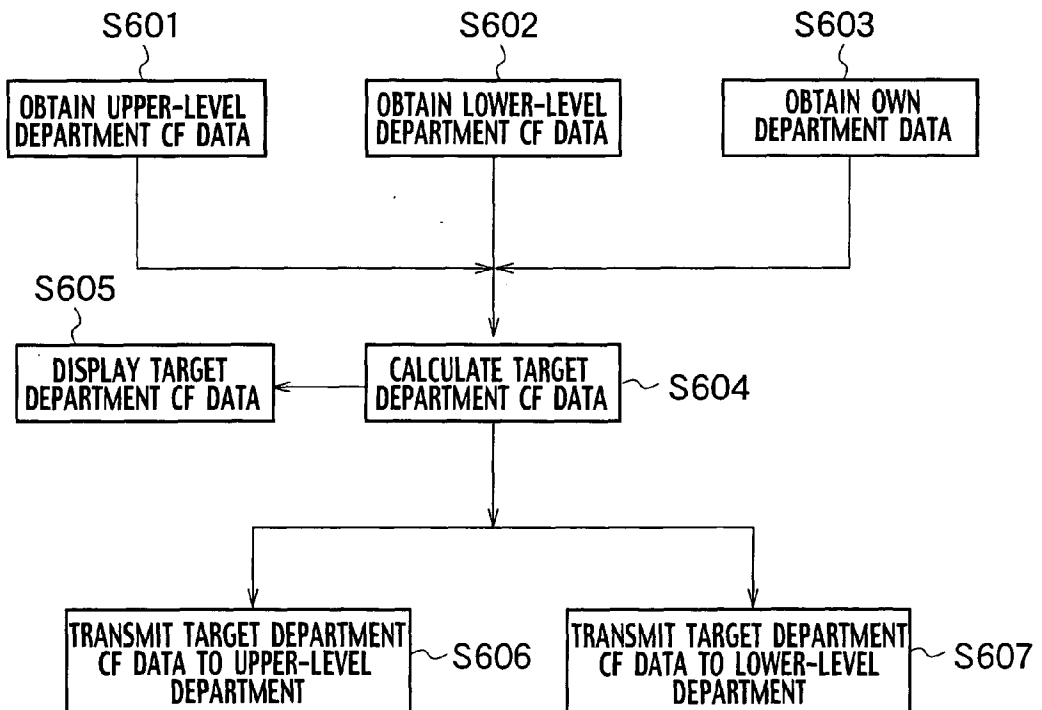 S601
S602
S603
OBTAIN UPPER-LEVEL
DEPARTMENT CF DATA
OBTAIN LOWER-LEVEL
DEPARTMENT CF DATA
OBTAIN OWN
DEPARTMENT DATA
S605
DISPLAY TARGET
DEPARTMENT CF DATA
CALCULATE TARGET
DEPARTMENT CF DATA
S604
TRANSMIT TARGET DEPARTMENT
CF DATA TO UPPER-LEVEL
DEPARTMENT
S606
TRANSMIT TARGET DEPARTMENT
CF DATA TO LOWER-LEVEL
DEPARTMENT
S607